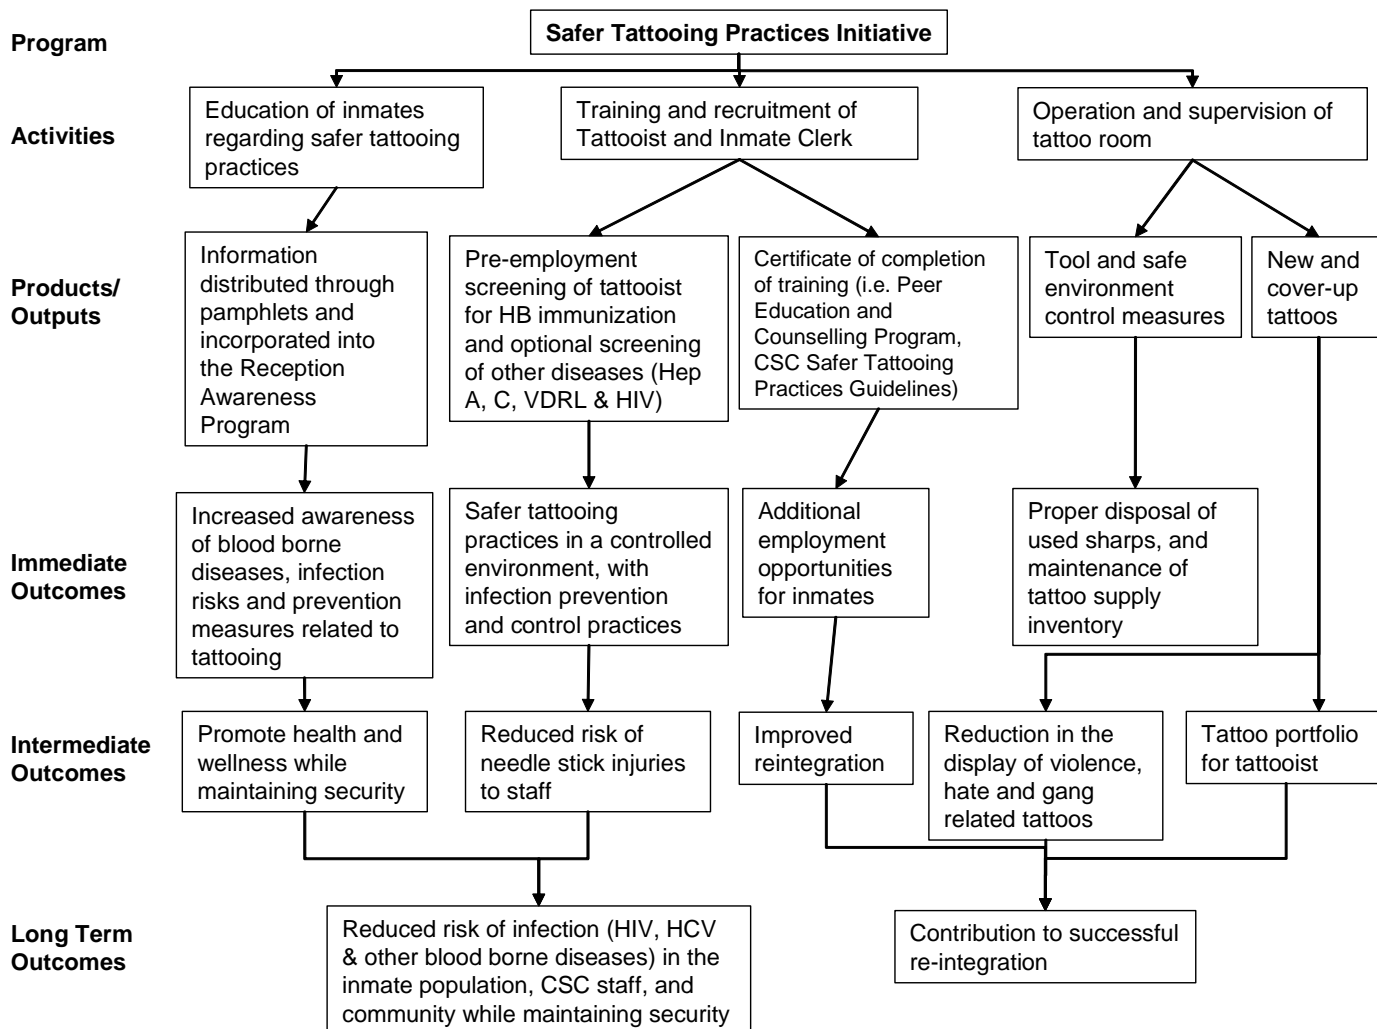 Program
Safer Tattooing Practices Initiative
Activities
Education of inmates
regarding safer tattooing
practices
Training and recruitment of
Tattooist and Inmate Clerk
Operation and supervision of
tattoo room
Products/
Outputs
Information
distributed through
pamphlets and
incorporated into
the Reception
Awareness
Program
Pre-employment
screening of tattooist
for HB immunization
and optional screening
of other diseases (Hep
A, C, VDRL & HIV)
Certificate of completion
of training (i.e. Peer
Education and
Counselling Program,
CSC Safer Tattooing
Practices Guidelines)
Tool and safe
environment
control measures
New and
cover-up
tattoos
Immediate
Outcomes
Increased awareness
of blood borne
diseases, infection
risks and prevention
measures related to
tattooing
Safer tattooing
practices in a controlled
environment, with
infection prevention
and control practices
Additional
employment
opportunities
for inmates
Proper disposal of
used sharps, and
maintenance of
tattoo supply
inventory
Intermediate
Outcomes
Promote health and
wellness while
maintaining security
Reduced risk of
needle stick injuries
to staff
Improved
reintegration
Reduction in the
display of violence,
hate and gang
related tattoos
Tattoo portfolio
for tattooist
Long Term
Outcomes
Reduced risk of infection (HIV, HCV
& other blood borne diseases) in the
inmate population, CSC staff, and
community while maintaining security
Contribution to successful
re-integration